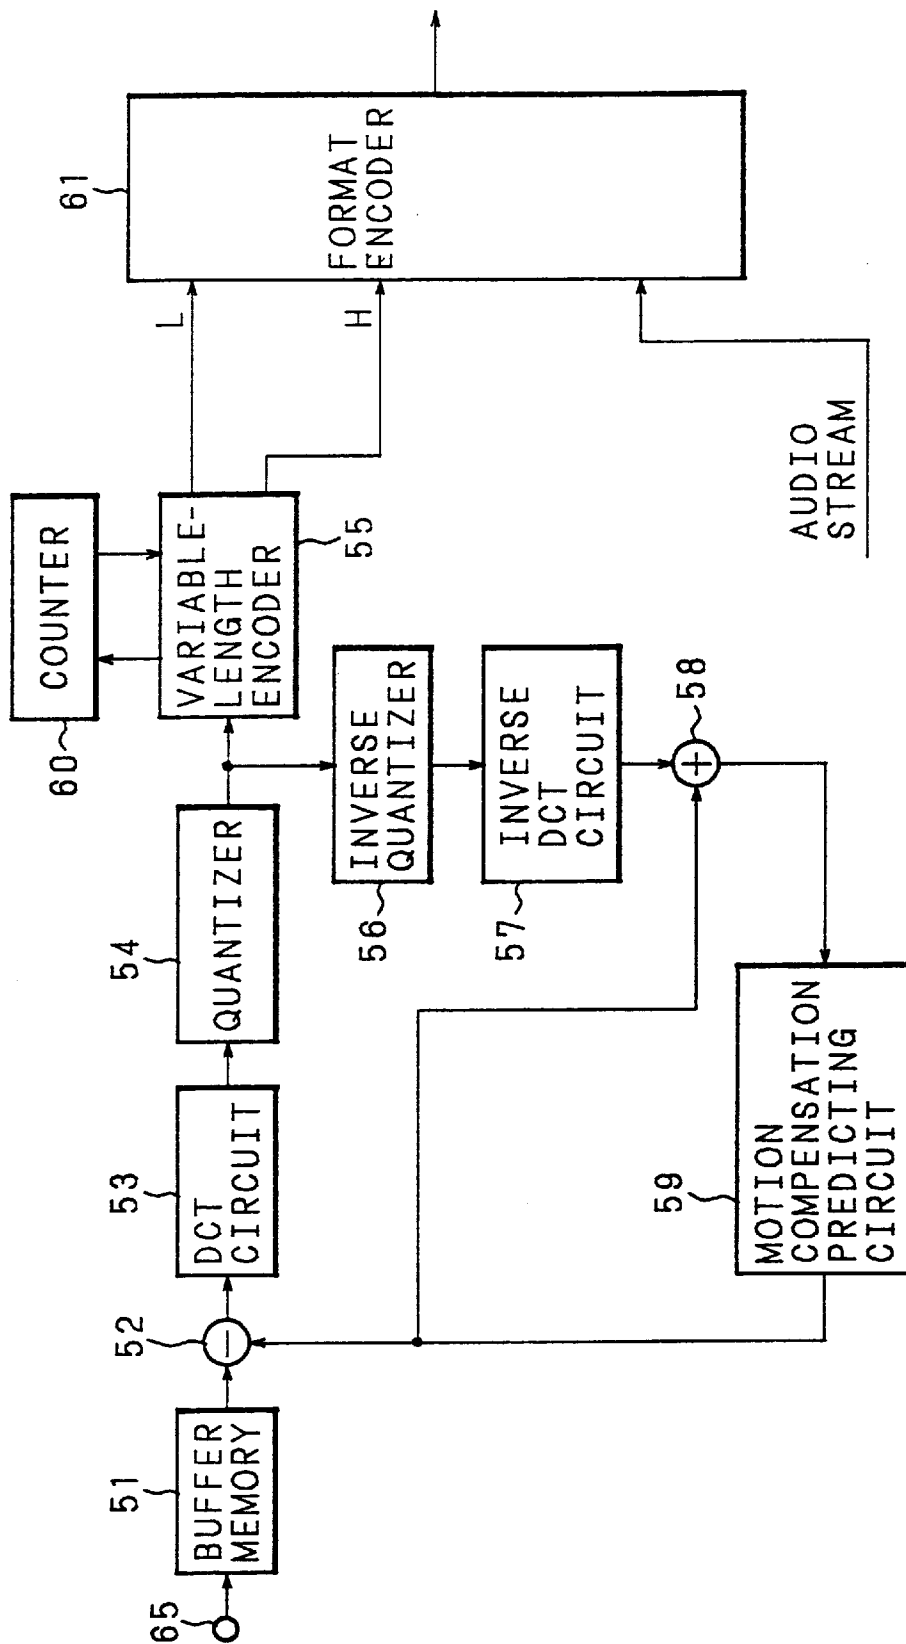 65
51
BUFFER
MEMORY
52
53
DCT
CIRCUIT
54
QUANTIZER
60
COUNTER
VARIABLE-
LENGTH
ENCODER
55
L
H
61
FORMAT
ENCODER
INVERSE
QUANTIZER
56
INVERSE
DCT
CIRCUIT
57
58
59
MOTION
COMPENSATION
PREDICTING
CIRCUIT
AUDIO
STREAM